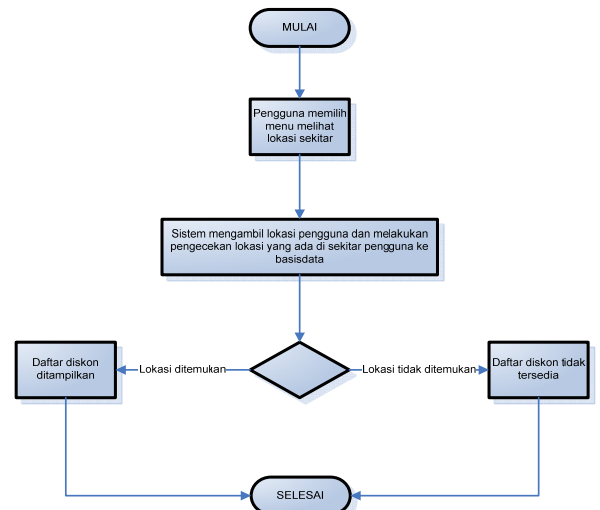 MULAI
Pengguna memilih
menu melihat
lokasi sekitar
Sistem mengambil lokasi pengguna dan melakukan
pengecekan lokasi yang ada di sekitar pengguna ke
basisdata
Daftar diskon
ditampilkan
Lokasi ditemukan
Lokasi tidak ditemukan
Daftar diskon tidak
tersedia
SELESAI